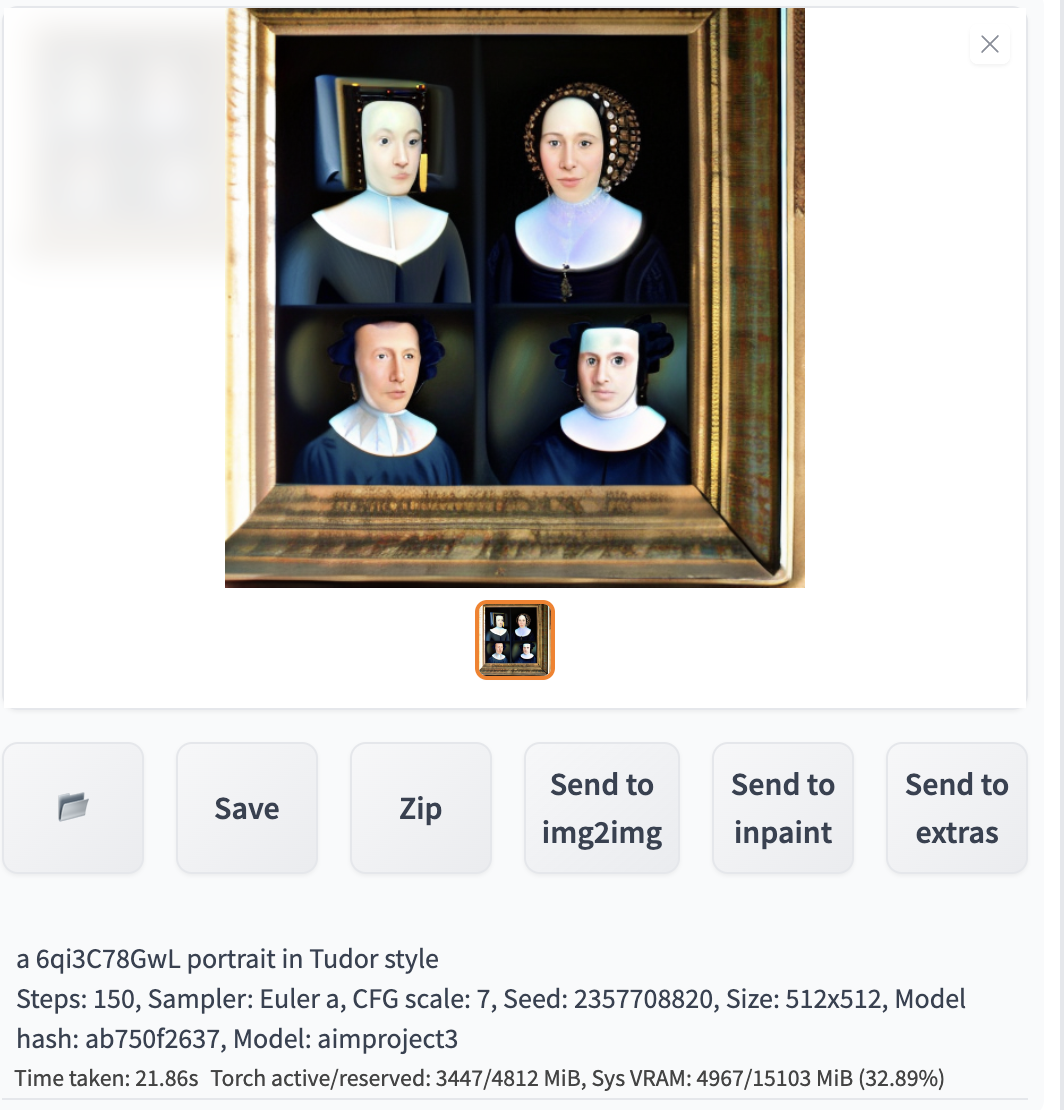 Save
Zip
Send to
img2img
Send to
inpaint
Send to
extras
a 6qi3C78GwL portrait in Tudor style
Steps: 150, Sampler: Euler a, CFG scale: 7, Seed: 2357708820, Size: 512x512, Model
hash: ab750f2637, Model: aimproject3
Time taken: 21.86s Torch active/reserved: 3447/4812 MiB, Sys VRAM: 4967/15103 MiB (32.89%)